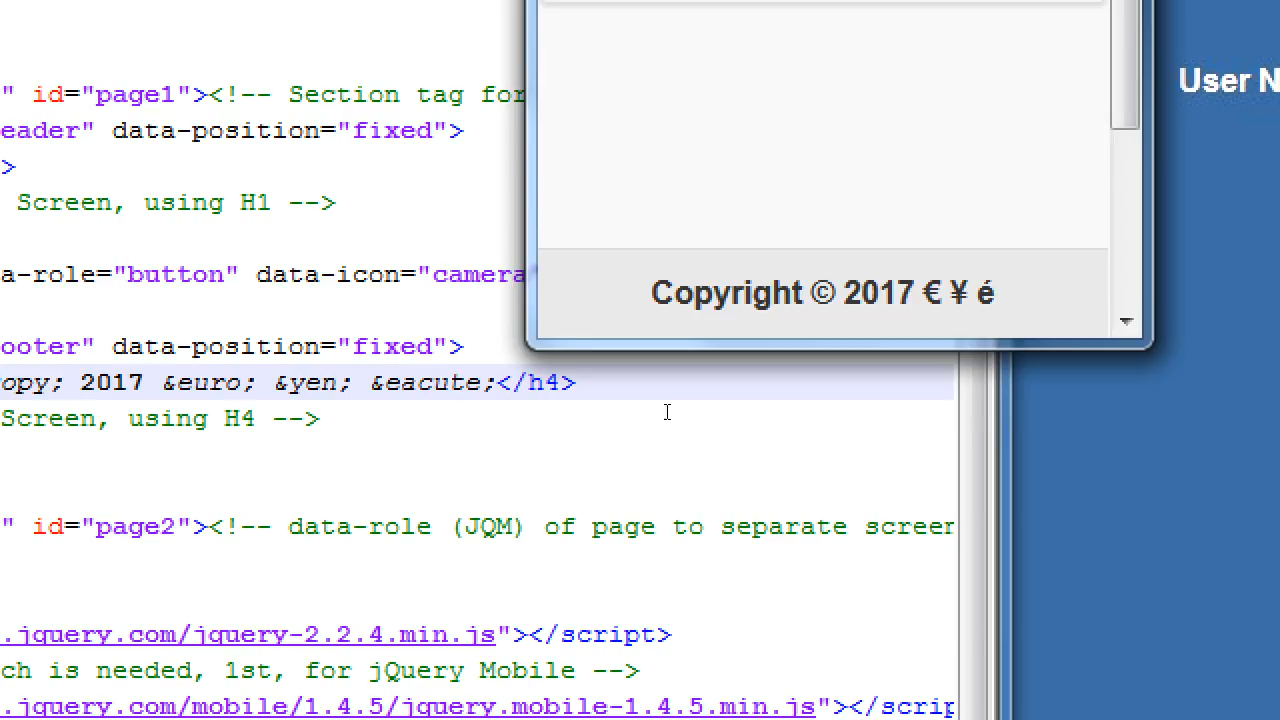 User N
" id="page1"><!-- Section tag for
eader" data-position="fixed">
>
Screen, using H1 -->
a-role="button" data-icon="camera"
Copyright © 2017 € ¥ é
ooter" data-position="fixed">
opy; 2017 &euro; &yen; &eacute;</h4>
Screen, using H4 -->
" id="page2"><!-- data-role (JQM) of page to separate screen
.jquery.com/jquery-2.2.4.min.js"></script>
ch is needed, 1st, for jQuery Mobile -->
.jquery.com/mobile/1.4.5/jquery.mobile-1.4.5.min.js"></scrip